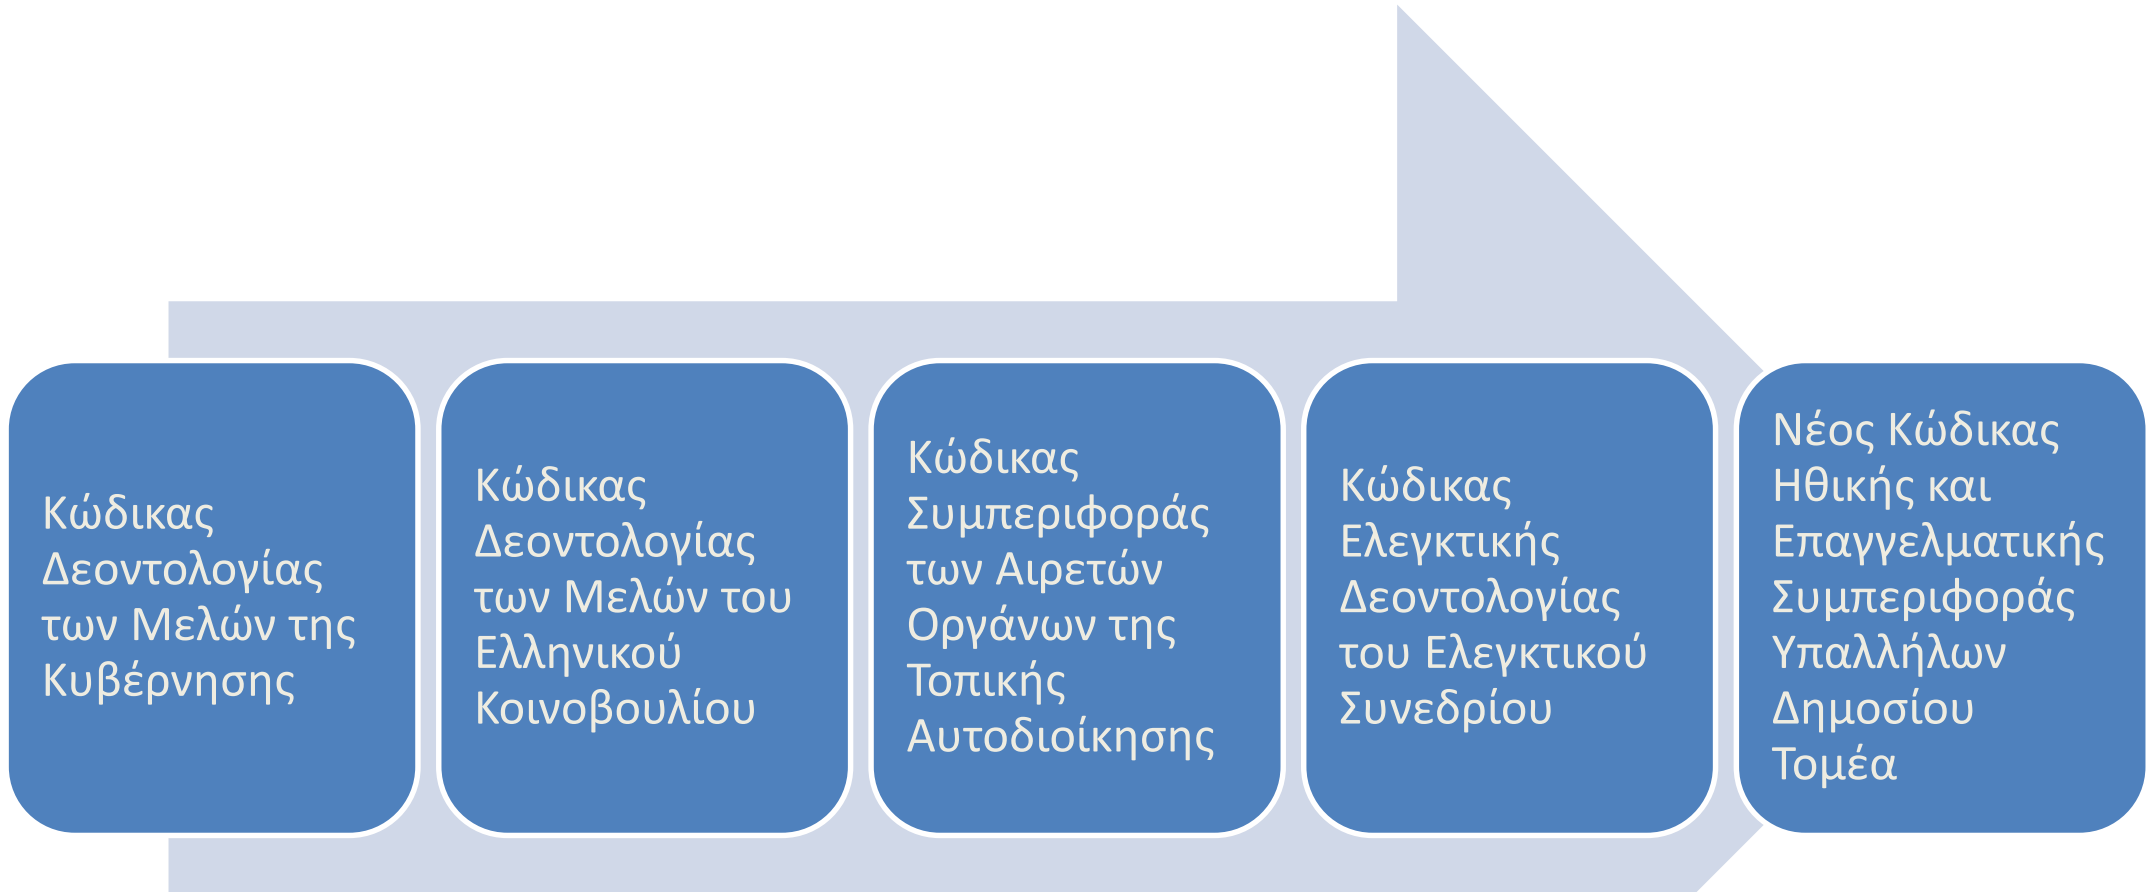 Κώδικας
Δεοντολογίας
των Μελών της
Κυβέρνησης
Κώδικας
Δεοντολογίας
των Μελών του
Ελληνικού
Κοινοβουλίου
Κώδικας
Συμπεριφοράς
των Αιρετών
Οργάνων της
Τοπικής
Αυτοδιοίκησης
Κώδικας
Ελεγκτικής
Δεοντολογίας
του Ελεγκτικού
Συνεδρίου
Νέος Κώδικας
Ηθικής και
Επαγγελματικής
Συμπεριφοράς
Υπαλλήλων
Δημοσίου
Τομέα